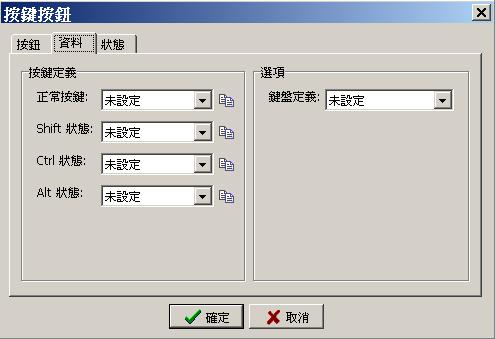 按鍵按鈕
按鈕 資料 狀態
按鍵定義
正常按鍵: 未設定
Shift 狀態: 未設定
Ctrl 狀態: 未設定
Alt 狀態: 未設定
選項
鍵盤定義: 未設定
確定 取消